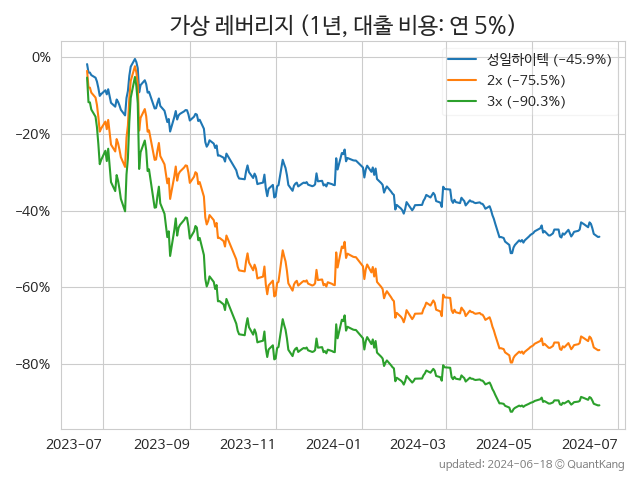 가상 레버리지 (1년, 대출 비용: 연 5%)
성일하이텍 (−45.9%)
2x (−75.5%)
3x (−90.3%)
0%
−20%
−40%
−60%
−80%
2023−07 2023−09 2023−11 2024−01 2024−03 2024−05 2024−07
updated: 2024−06−18 © QuantKang